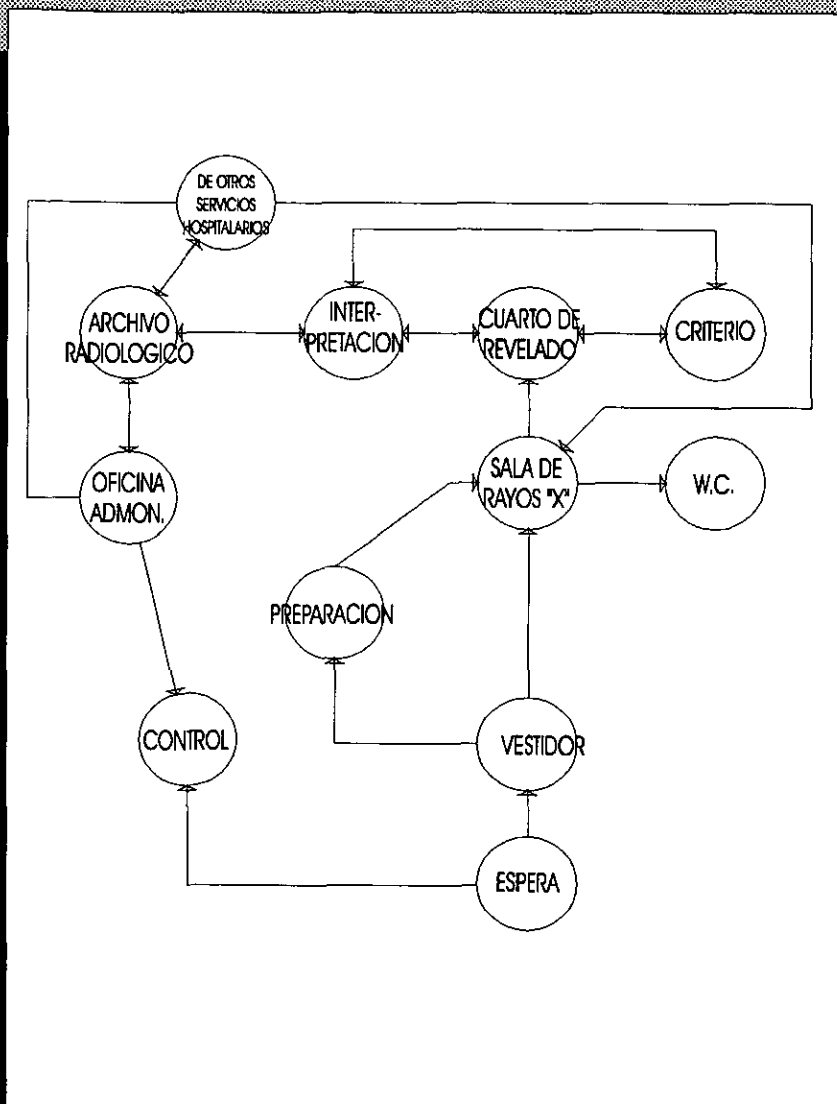 DE OTROS
SERVICIOS
HOSPITALARIOS
ARCHIVO
RADIOLOGICO
INTER-
PRETACION
CUARTO DE
REVELADO
CRITERIO
OFICINA
ADMON.
SALA DE
RAYOS "X"
W.C.
PREPARACION
CONTROL
VESTIDOR
ESPERA